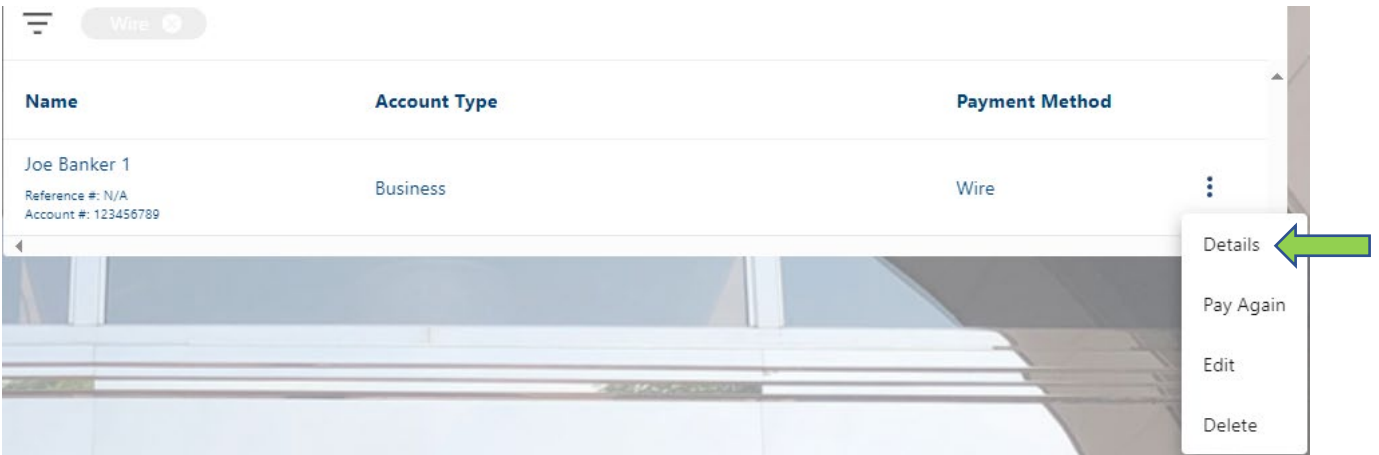 Wire
Name Account Type Payment Method
Joe Banker 1
Reference #: N/A
Account #: 123456789
Business
Wire
Details
Pay Again
Edit
Delete